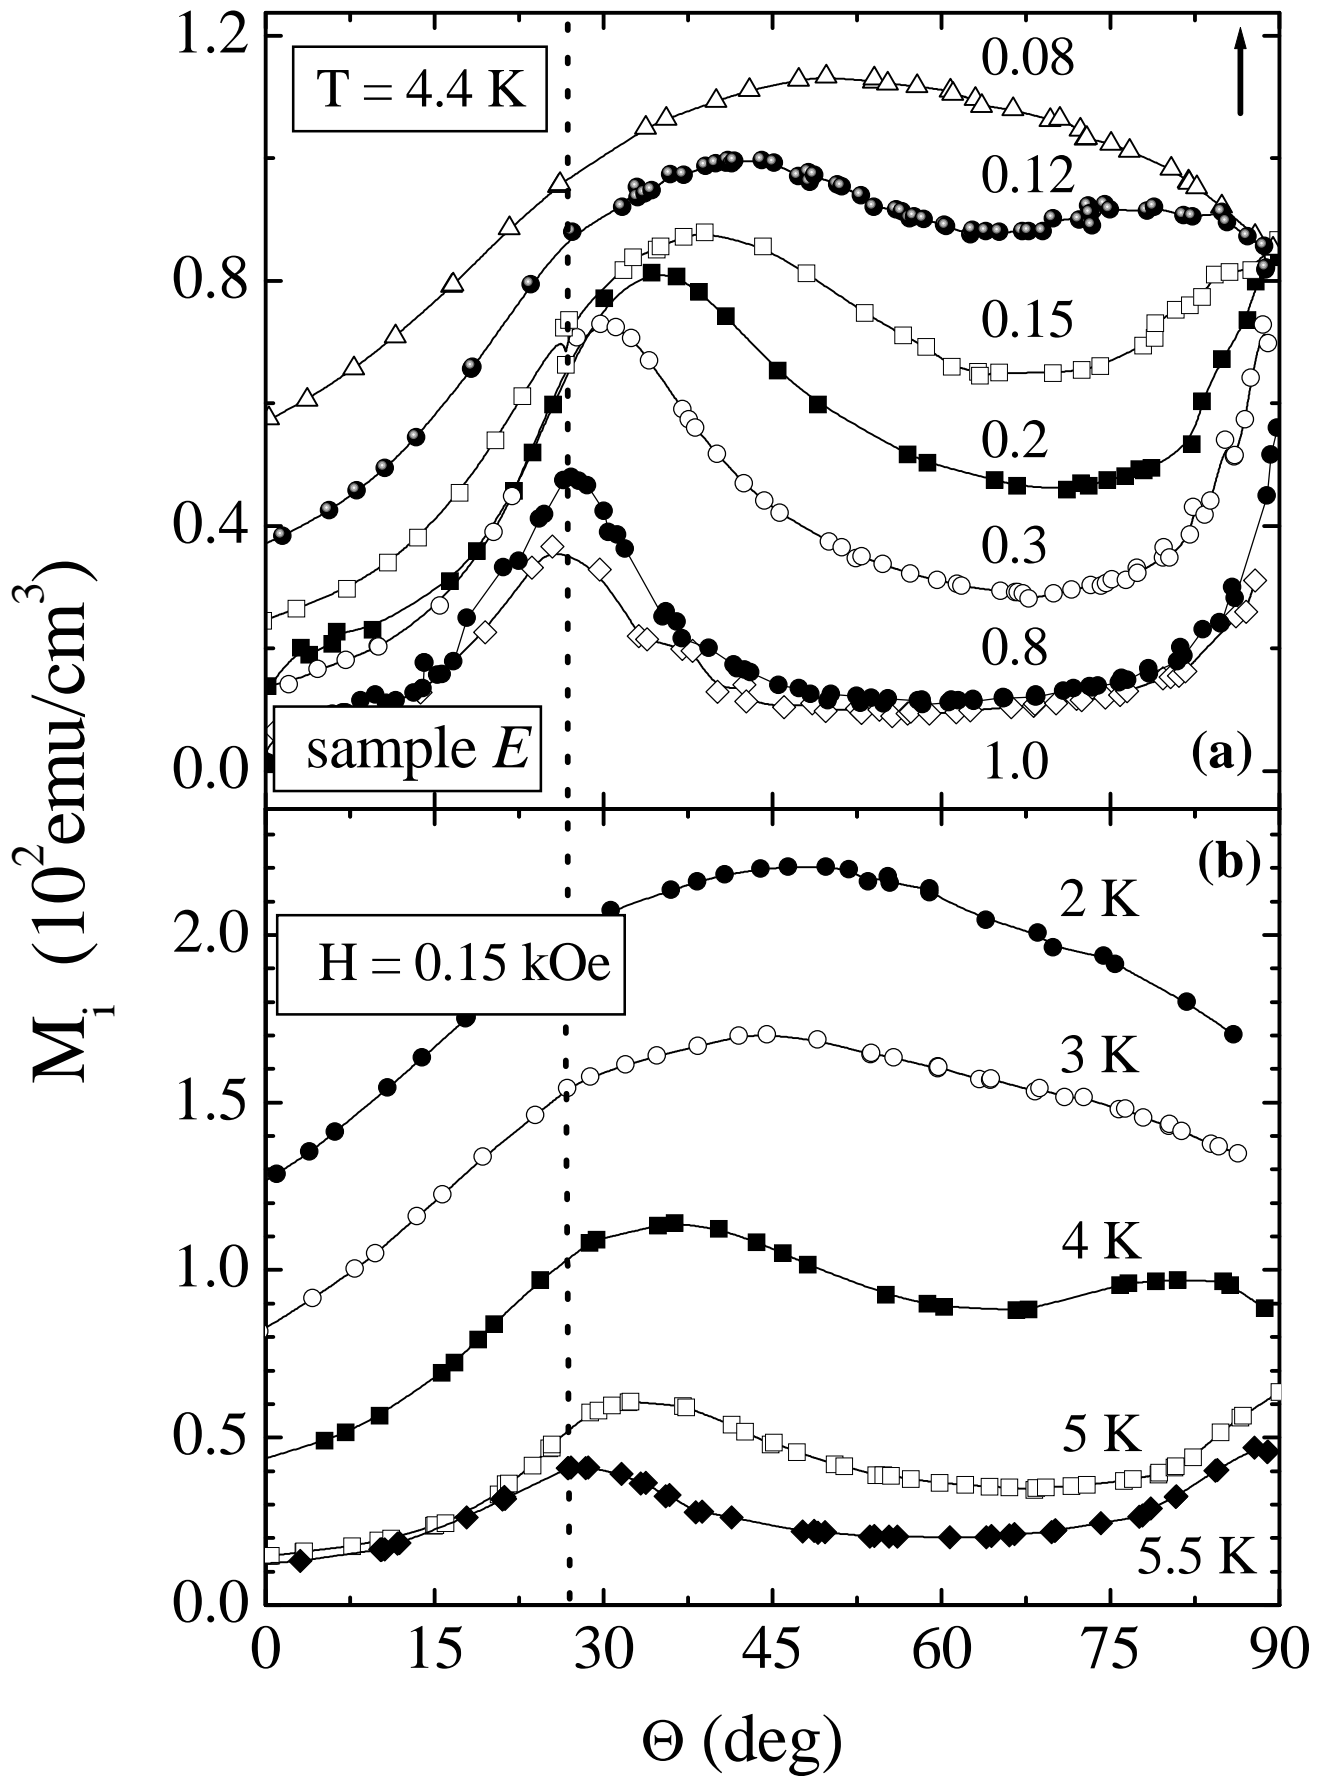 1.2
0.8
0.4
0.0
T = 4.4 K
0.08
0.12
0.15
0.2
0.3
0.8
1.0
sample E
(a)
M_i (10^2 emu/cm^3)
(b)
2.0
1.5
1.0
0.5
0.0
H = 0.15 kOe
2 K
3 K
4 K
5 K
5.5 K
0 15 30 45 60 75 90
Θ (deg)